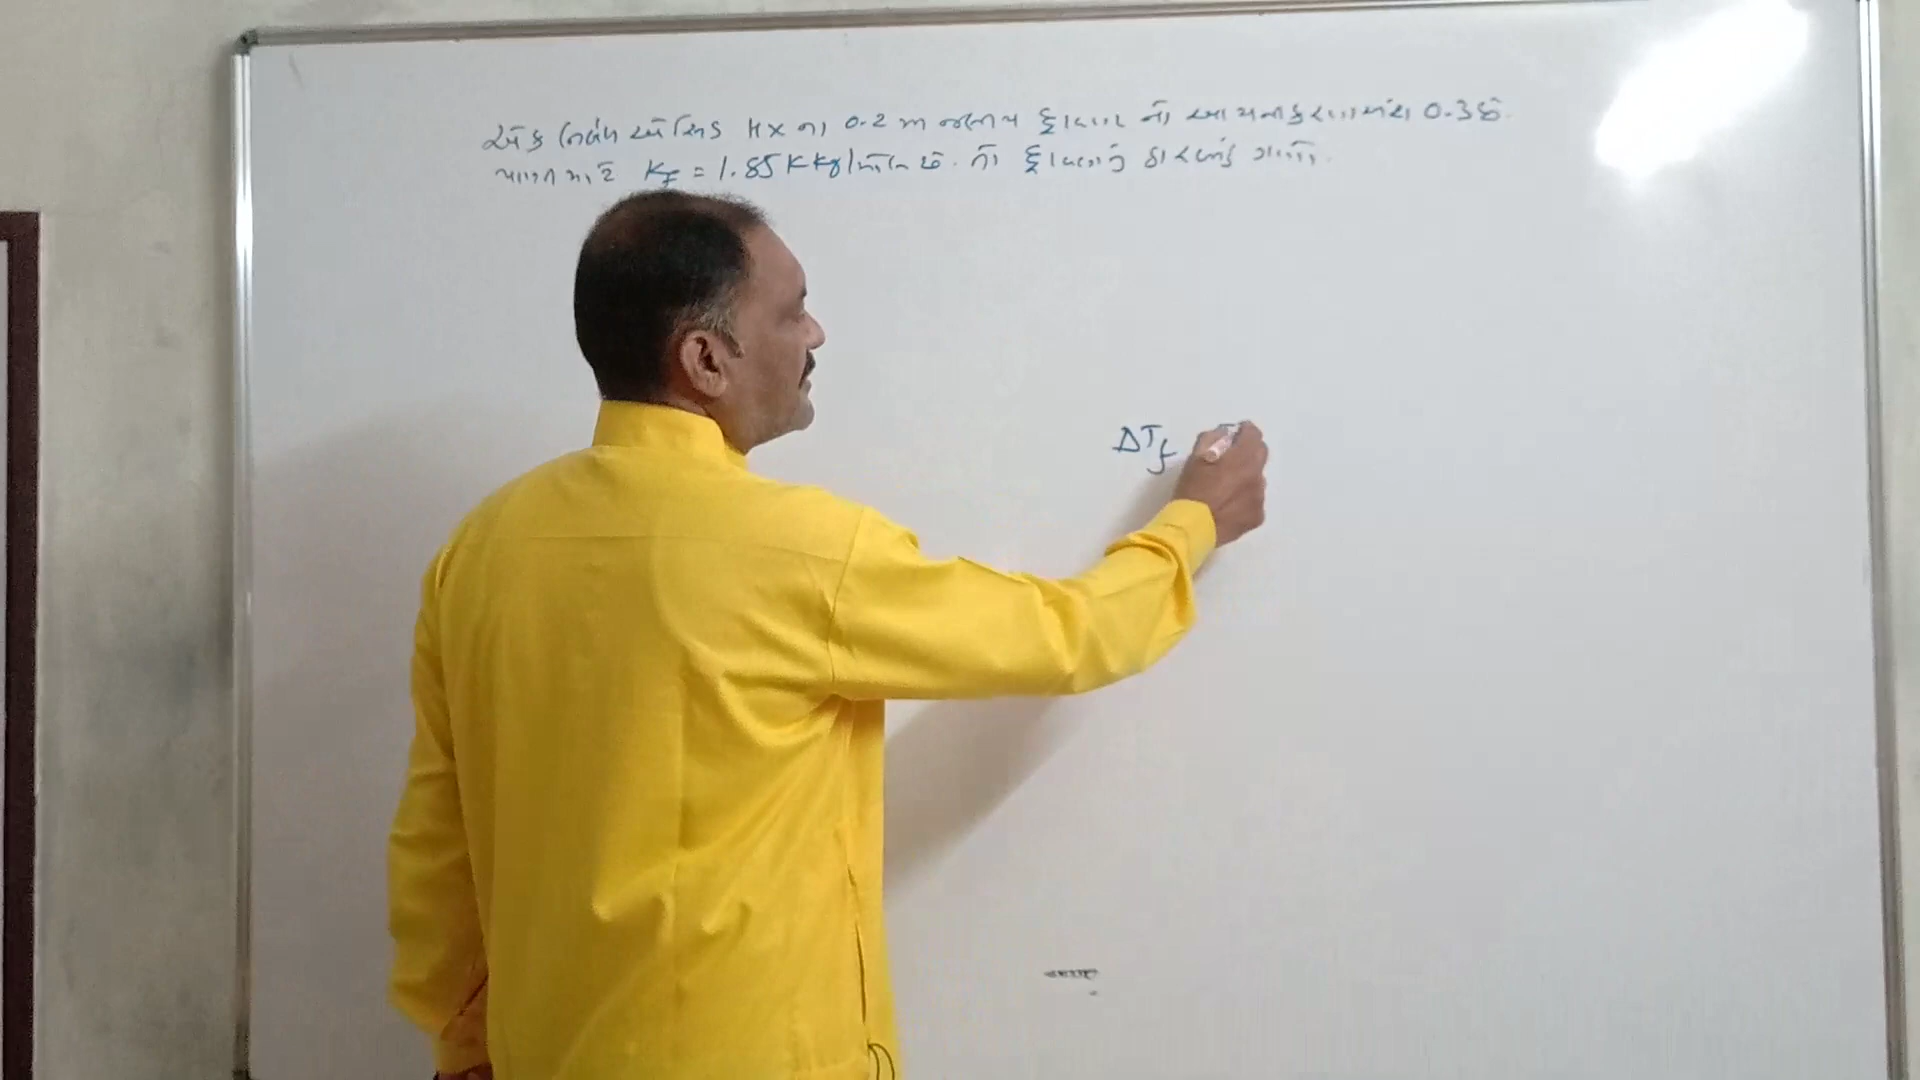 એક નિર્બળ એસિડ HX ના 0.2 m જલીય દ્રાવણ નો આયનીકરણ અંશ 0.3 છે.
પાણી માટે Kf = 1.85 K kg/મોલ છે. તો દ્રાવણનું ઠારબિંદુ ગણો.
ΔTf